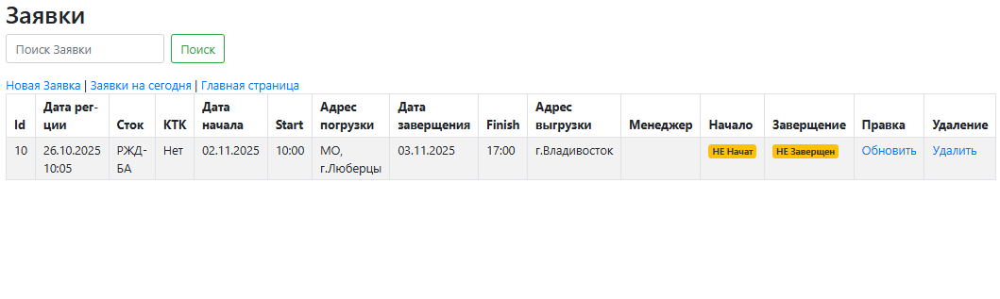 Заявки
Поиск Заявки Поиск
Новая Заявка | Заявки на сегодня | Главная страница
Id Дата рег-ции Сток КТК Дата начала Start Адрес погрузки Дата заверщения Finish Адрес выгрузки Менеджер Начало Заверщение Правка Удаление
10 26.10.2025 10:05 РЖД-БА Нет 02.11.2025 10:00 МО, г.Люберцы 03.11.2025 17:00 г.Владивосток НЕ Начат НЕ Заверщен Обновить Удалить